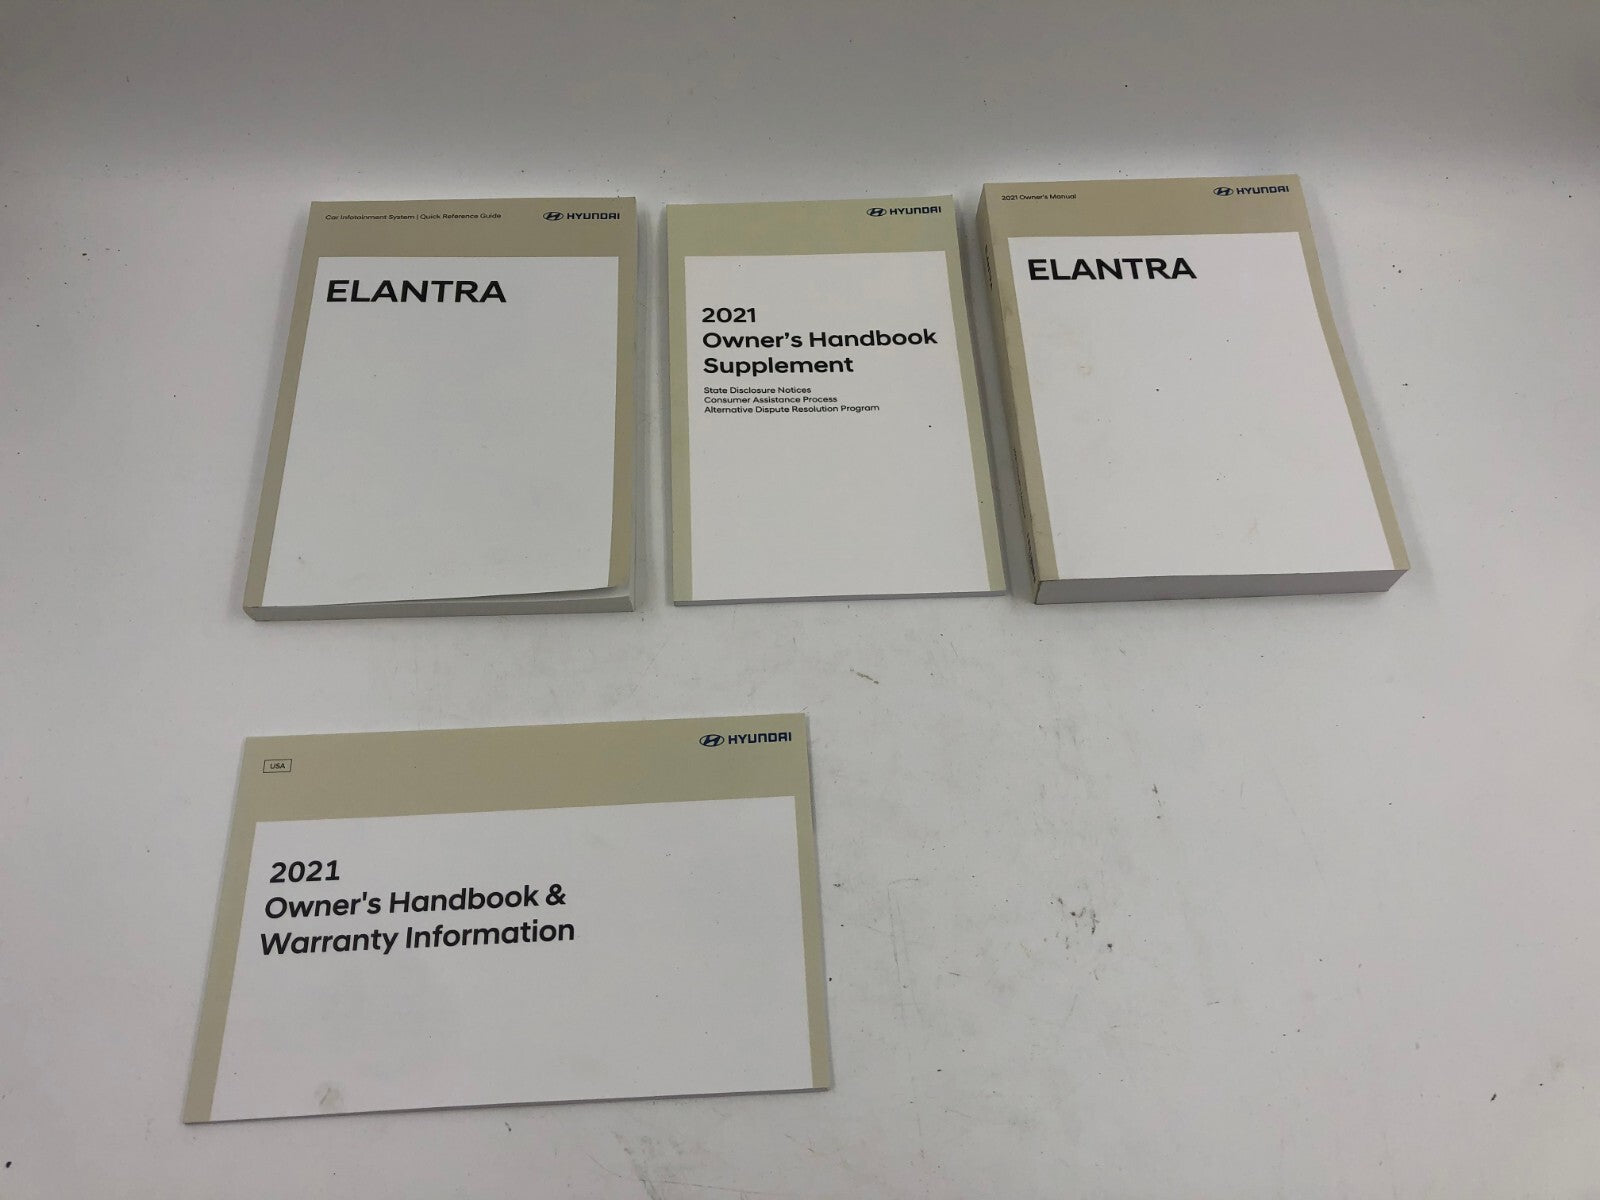 Car Infotainment System | Quick Reference Guide
HYUNDAI
ELANTRA
HYUNDAI
2021
Owner's Handbook
Supplement
State Disclosure Notices
Consumer Assistance Process
Alternative Dispute Resolution Program
2021 Owner's Manual
HYUNDAI
ELANTRA
USA
HYUNDAI
2021
Owner's Handbook &
Warranty Information